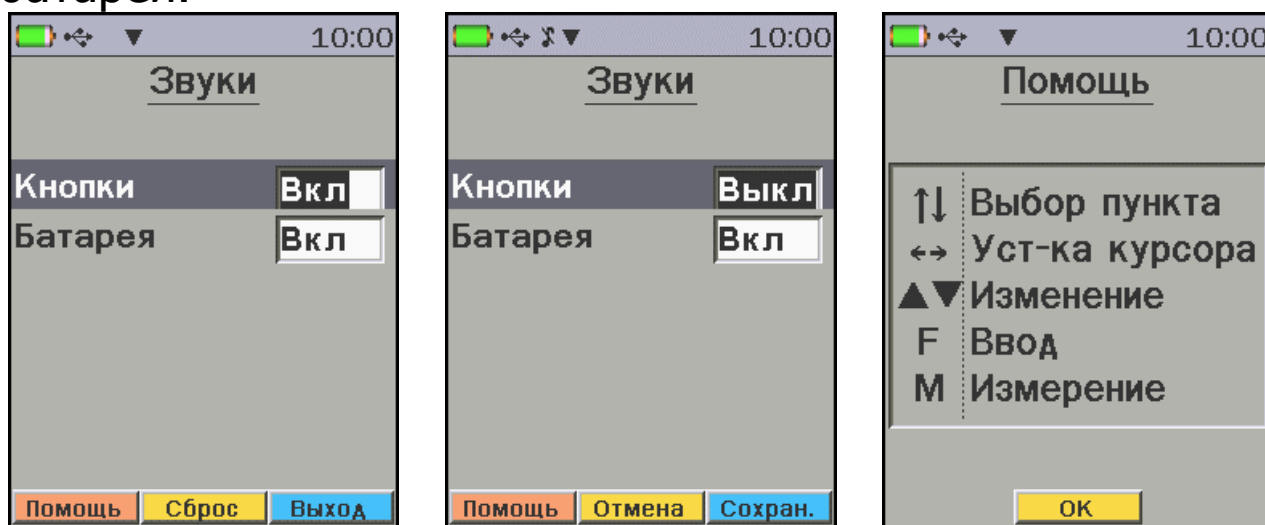 батареи.
10:00
Звуки
Кнопки Вкл
Батарея Вкл
Помощь Сброс Выход
10:00
Звуки
Кнопки Выкл
Батарея Вкл
Помощь Отмена Сохран.
10:00
Помощь
↑↓ Выбор пункта
←→ Уст-ка курсора
▲▼ Изменение
F Ввод
M Измерение
OK